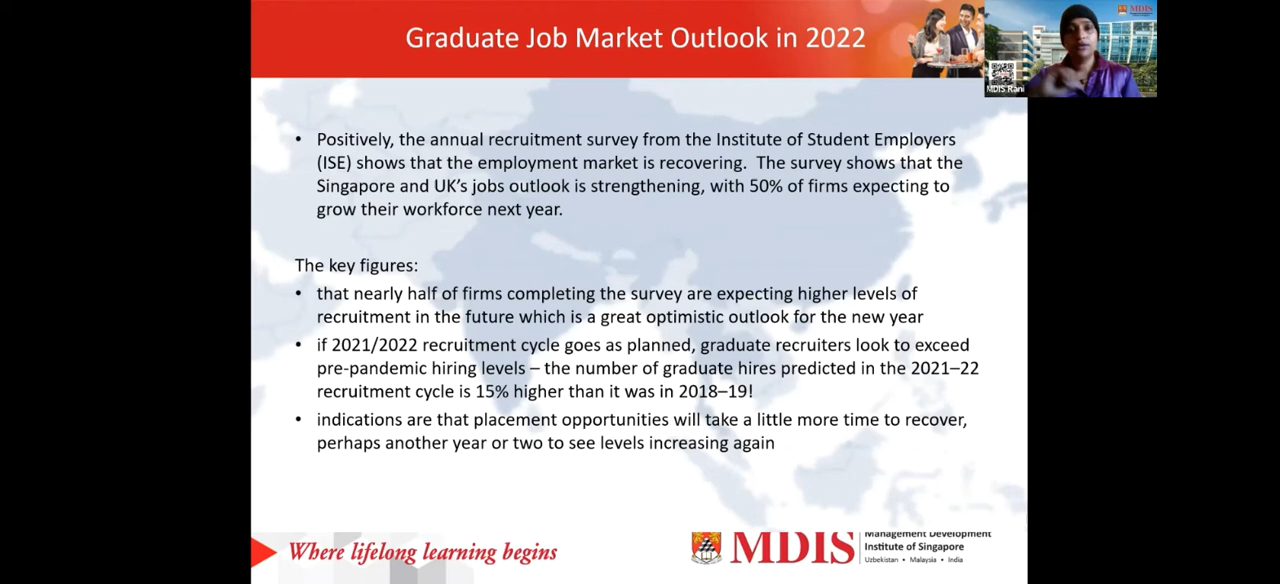 Graduate Job Market Outlook in 2022
MDIS
MDIS Rani
• Positively, the annual recruitment survey from the Institute of Student Employers
(ISE) shows that the employment market is recovering. The survey shows that the
Singapore and UK's jobs outlook is strengthening, with 50% of firms expecting to
grow their workforce next year.
The key figures:
• that nearly half of firms completing the survey are expecting higher levels of
recruitment in the future which is a great optimistic outlook for the new year
• if 2021/2022 recruitment cycle goes as planned, graduate recruiters look to exceed
pre-pandemic hiring levels – the number of graduate hires predicted in the 2021–22
recruitment cycle is 15% higher than it was in 2018–19!
• indications are that placement opportunities will take a little more time to recover,
perhaps another year or two to see levels increasing again
Where lifelong learning begins
MDIS
Management Development
Institute of Singapore
Uzbekistan • Malaysia • India